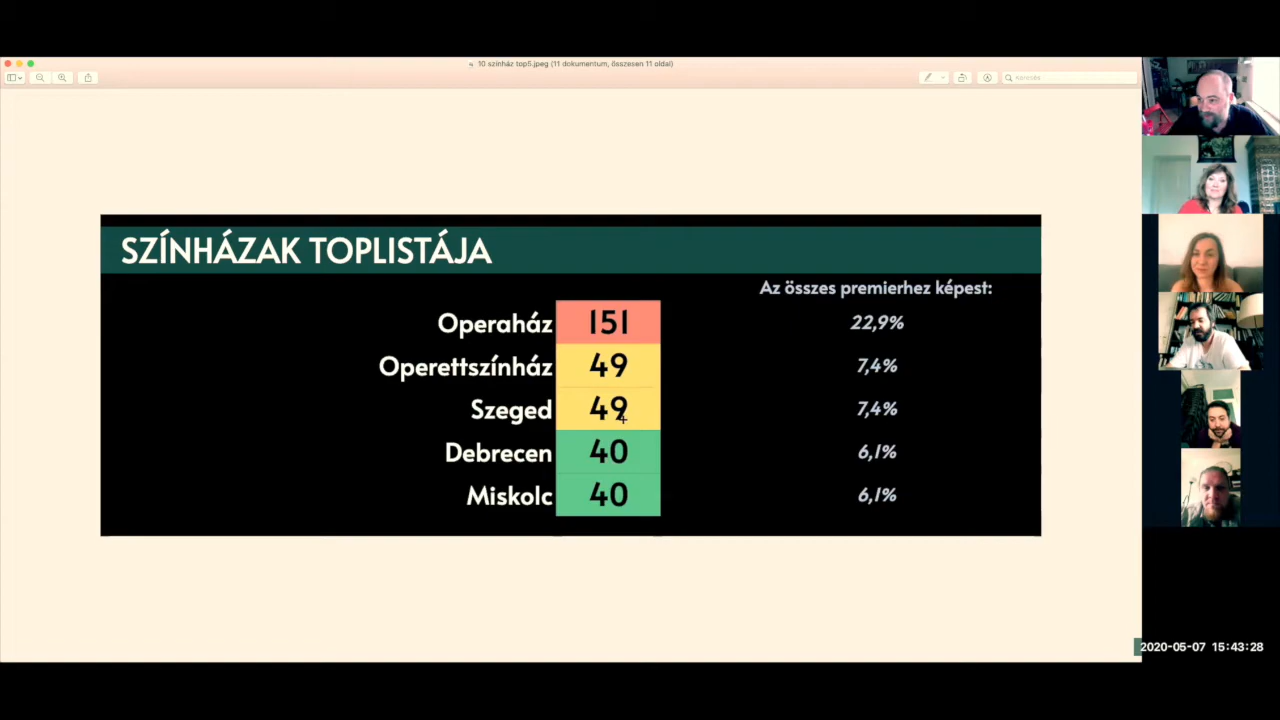 10 színház top5.jpeg (11 dokumentum, összesen 11 oldal)
Keresés
SZÍNHÁZAK TOPLISTÁJA
Az összes premierhez képest:
Operaház 151 22,9%
Operettszínház 49 7,4%
Szeged 49 7,4%
Debrecen 40 6,1%
Miskolc 40 6,1%
2020-05-07 15:43:28